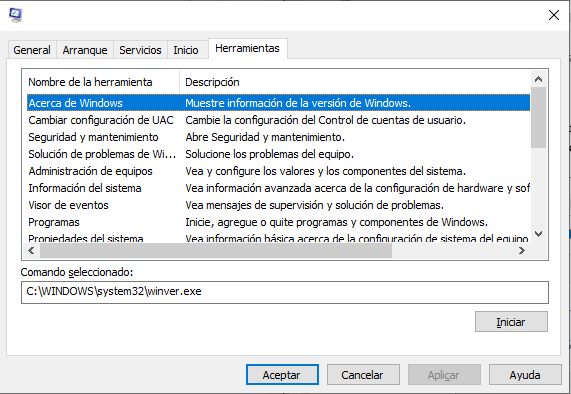 General Arranque Servicios Inicio Herramientas
Nombre de la herramienta Descripción
Acerca de Windows Muestre información de la versión de Windows.
Cambiar configuración de UAC Cambie la configuración del Control de cuentas de usuario.
Seguridad y mantenimiento Abre Seguridad y mantenimiento.
Solución de problemas de Wi... Solucione los problemas del equipo.
Administración de equipos Vea y configure los valores y los componentes del sistema.
Información del sistema Vea información avanzada acerca de la configuración de hardware y sof
Visor de eventos Vea mensajes de supervisión y solución de problemas.
Programas Inicie, agregue o quite programas y componentes de Windows.
Propiedades del sistema Vea información básica acerca de la configuración de sistema del equipo
Comando seleccionado:
C:\WINDOWS\system32\winver.exe
Iniciar
Aceptar Cancelar Aplicar Ayuda